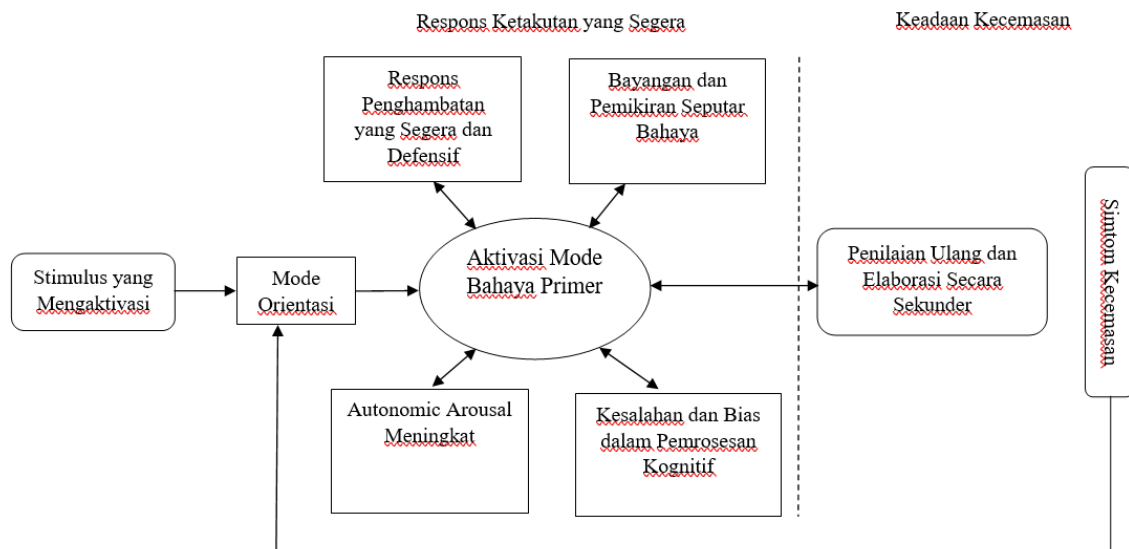 Respons Ketakutan yang Segera
Keadaan Kecemasan
Respons
Penghambatan
yang Segera dan
Defensif
Bayangan dan
Pemikiran Seputar
Bahaya
Stimulus yang
Mengaktivasi
Mode
Orientasi
Aktivasi Mode
Bahaya Primer
Penilaian Ulang dan
Elaborasi Secara
Sekunder
Simtom Kecemasan
Autonomic Arousal
Meningkat
Kesalahan dan Bias
dalam Pemrosesan
Kognitif